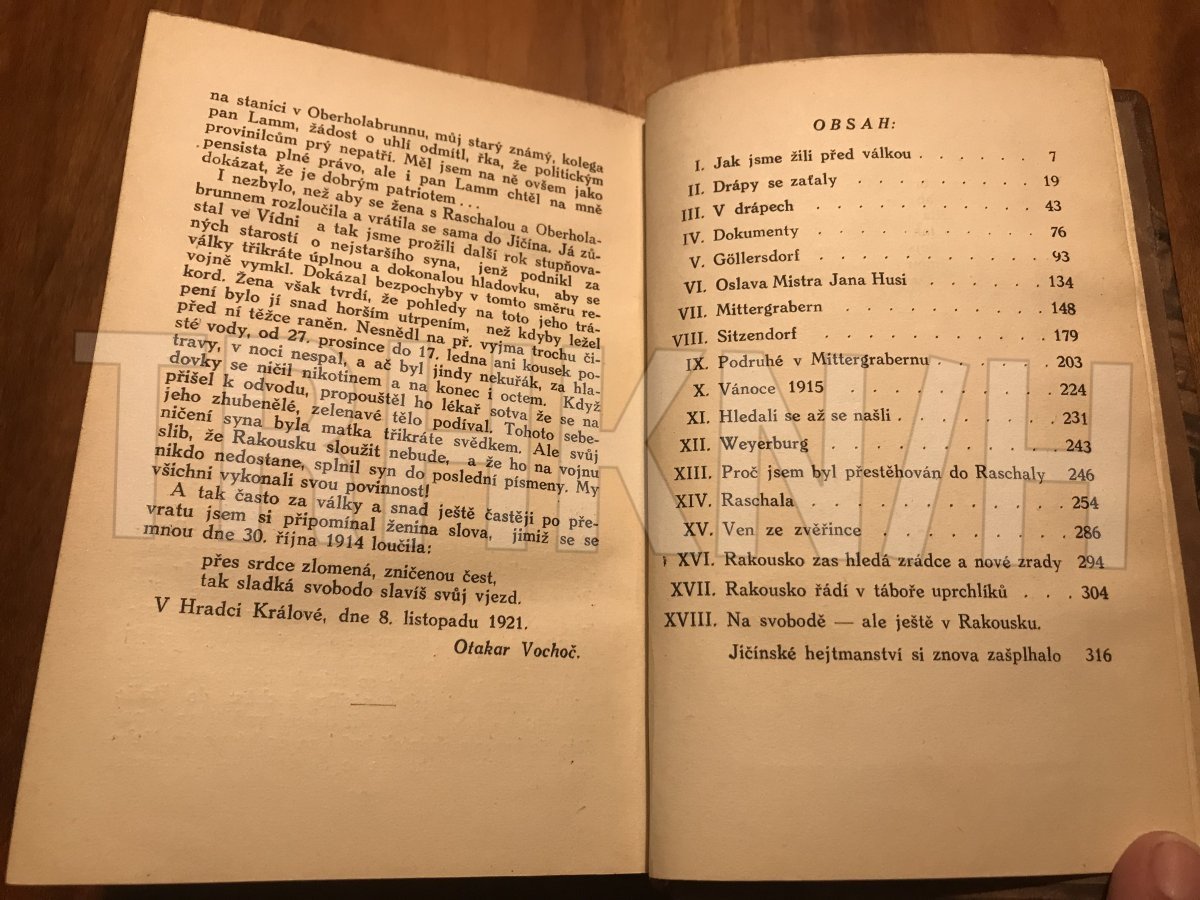 na stanici v Oberholabrunnu, můj starý známý, kolega
pan Lamm, žádost o uhlí odmítl, řka, že politickým
provinilcům prý nepatří. Měl jsem na ně ovšem jako
pensista plné právo, ale i pan Lamm chtěl na mně
dokázat, že je dobrým patriotem . . .
I nezbylo, než aby se žena s Raschalou a Oberhola-
brunnem rozloučila a vrátila se sama do Jičína. Já zů-
stal ve Vídni a tak jsme prožili další rok stupňova-
ných starostí o nejstaršího syna, jenž podnikl za
války třikráte úplnou a dokonalou hladovku, aby se
vojně vymkl. Dokázal bezpochyby v tomto směru re-
kord. Žena však tvrdí, že pohledy na toto jeho trá-
pení bylo jí snad horším utrpením, než kdyby ležel
před ní těžce raněn. Nesnědl na př. vyjma trochu či-
sté vody, od 27. prosince do 17. ledna ani kousek po-
travy, v noci nespal, a ač byl jindy nekuřák, za hla-
dovky se ničil nikotinem a na konec i octem. Když
přišel k odvodu, propouštěl ho lékař sotva že se na
jeho zhubenělé, zelenavé tělo podíval. Tohoto sebe-
ničení syna byla matka třikráte svědkem. Ale svůj
slib, že Rakousku sloužit nebude, a že ho na vojnu
nikdo nedostane, splnil syn do poslední písmeny. My
všichni vykonali svou povinnost!
A tak často za války a snad ještě častěji po pře-
vratu jsem si připomínal ženina slova, jimiž se se
mnou dne 30. října 1914 loučila:
přes srdce zlomená, zničenou čest,
tak sladká svobodo slavíš svůj vjezd.
V Hradci Králové, dne 8. listopadu 1921.
Otakar Vochoč.
OBSAH:
I. Jak jsme žili před válkou . . . . . . 7
II. Drápy se zaťaly . . . . . . . . . 19
III. V drápech . . . . . . . . . . . 43
IV. Dokumenty . . . . . . . . . . . 76
V. Göllersdorf . . . . . . . . . . . 93
VI. Oslava Mistra Jana Husi . . . . . . 134
VII. Mittergrabern . . . . . . . . . . 148
VIII. Sitzendorf . . . . . . . . . . . 179
IX. Podruhé v Mittergrabernu . . . . . 203
X. Vánoce 1915 . . . . . . . . . . 224
XI. Hledali se až se našli . . . . . . . 231
XII. Weyerburg . . . . . . . . . . . 243
XIII. Proč jsem byl přestěhován do Raschaly 246
XIV. Raschala . . . . . . . . . . . . 254
XV. Ven ze zvěřince . . . . . . . . . 286
XVI. Rakousko zas hledá zrádce a nové zrady 294
XVII. Rakousko řádí v táboře uprchlíků . . . 304
XVIII. Na svobodě — ale ještě v Rakousku.
Jičínské hejtmanství si znova zašplhalo 316
TRHKNIH